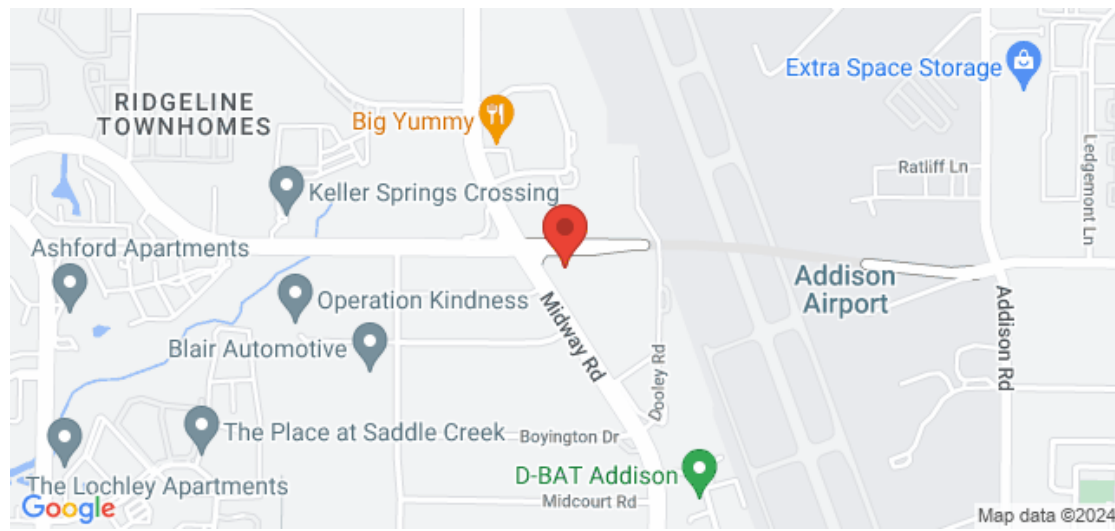 Extra Space Storage
RIDGELINE
TOWNHOMES
Big Yummy
Ledgemont Ln
Ratliff Ln
Keller Springs Crossing
Ashford Apartments
Addison
Airport
Operation Kindness
Midway Rd
Addison Rd
Blair Automotive
Dooley Rd
The Place at Saddle Creek
Boyington Dr
D-BAT Addison
The Lochley Apartments
Midcourt Rd
Google
Map data ©2024